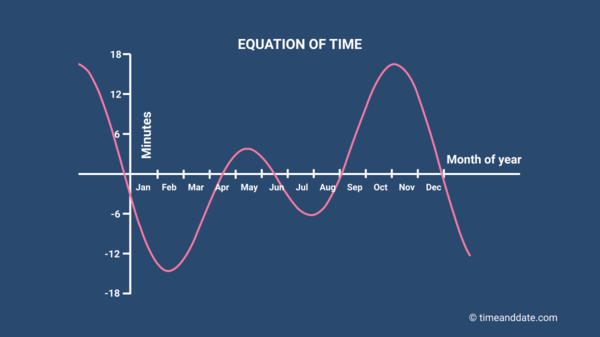 EQUATION OF TIME
18
12
6
-6
-12
-18
Minutes
Month of year
Jan Feb Mar Apr May Jun Jul Aug Sep Oct Nov Dec
© timeanddate.com